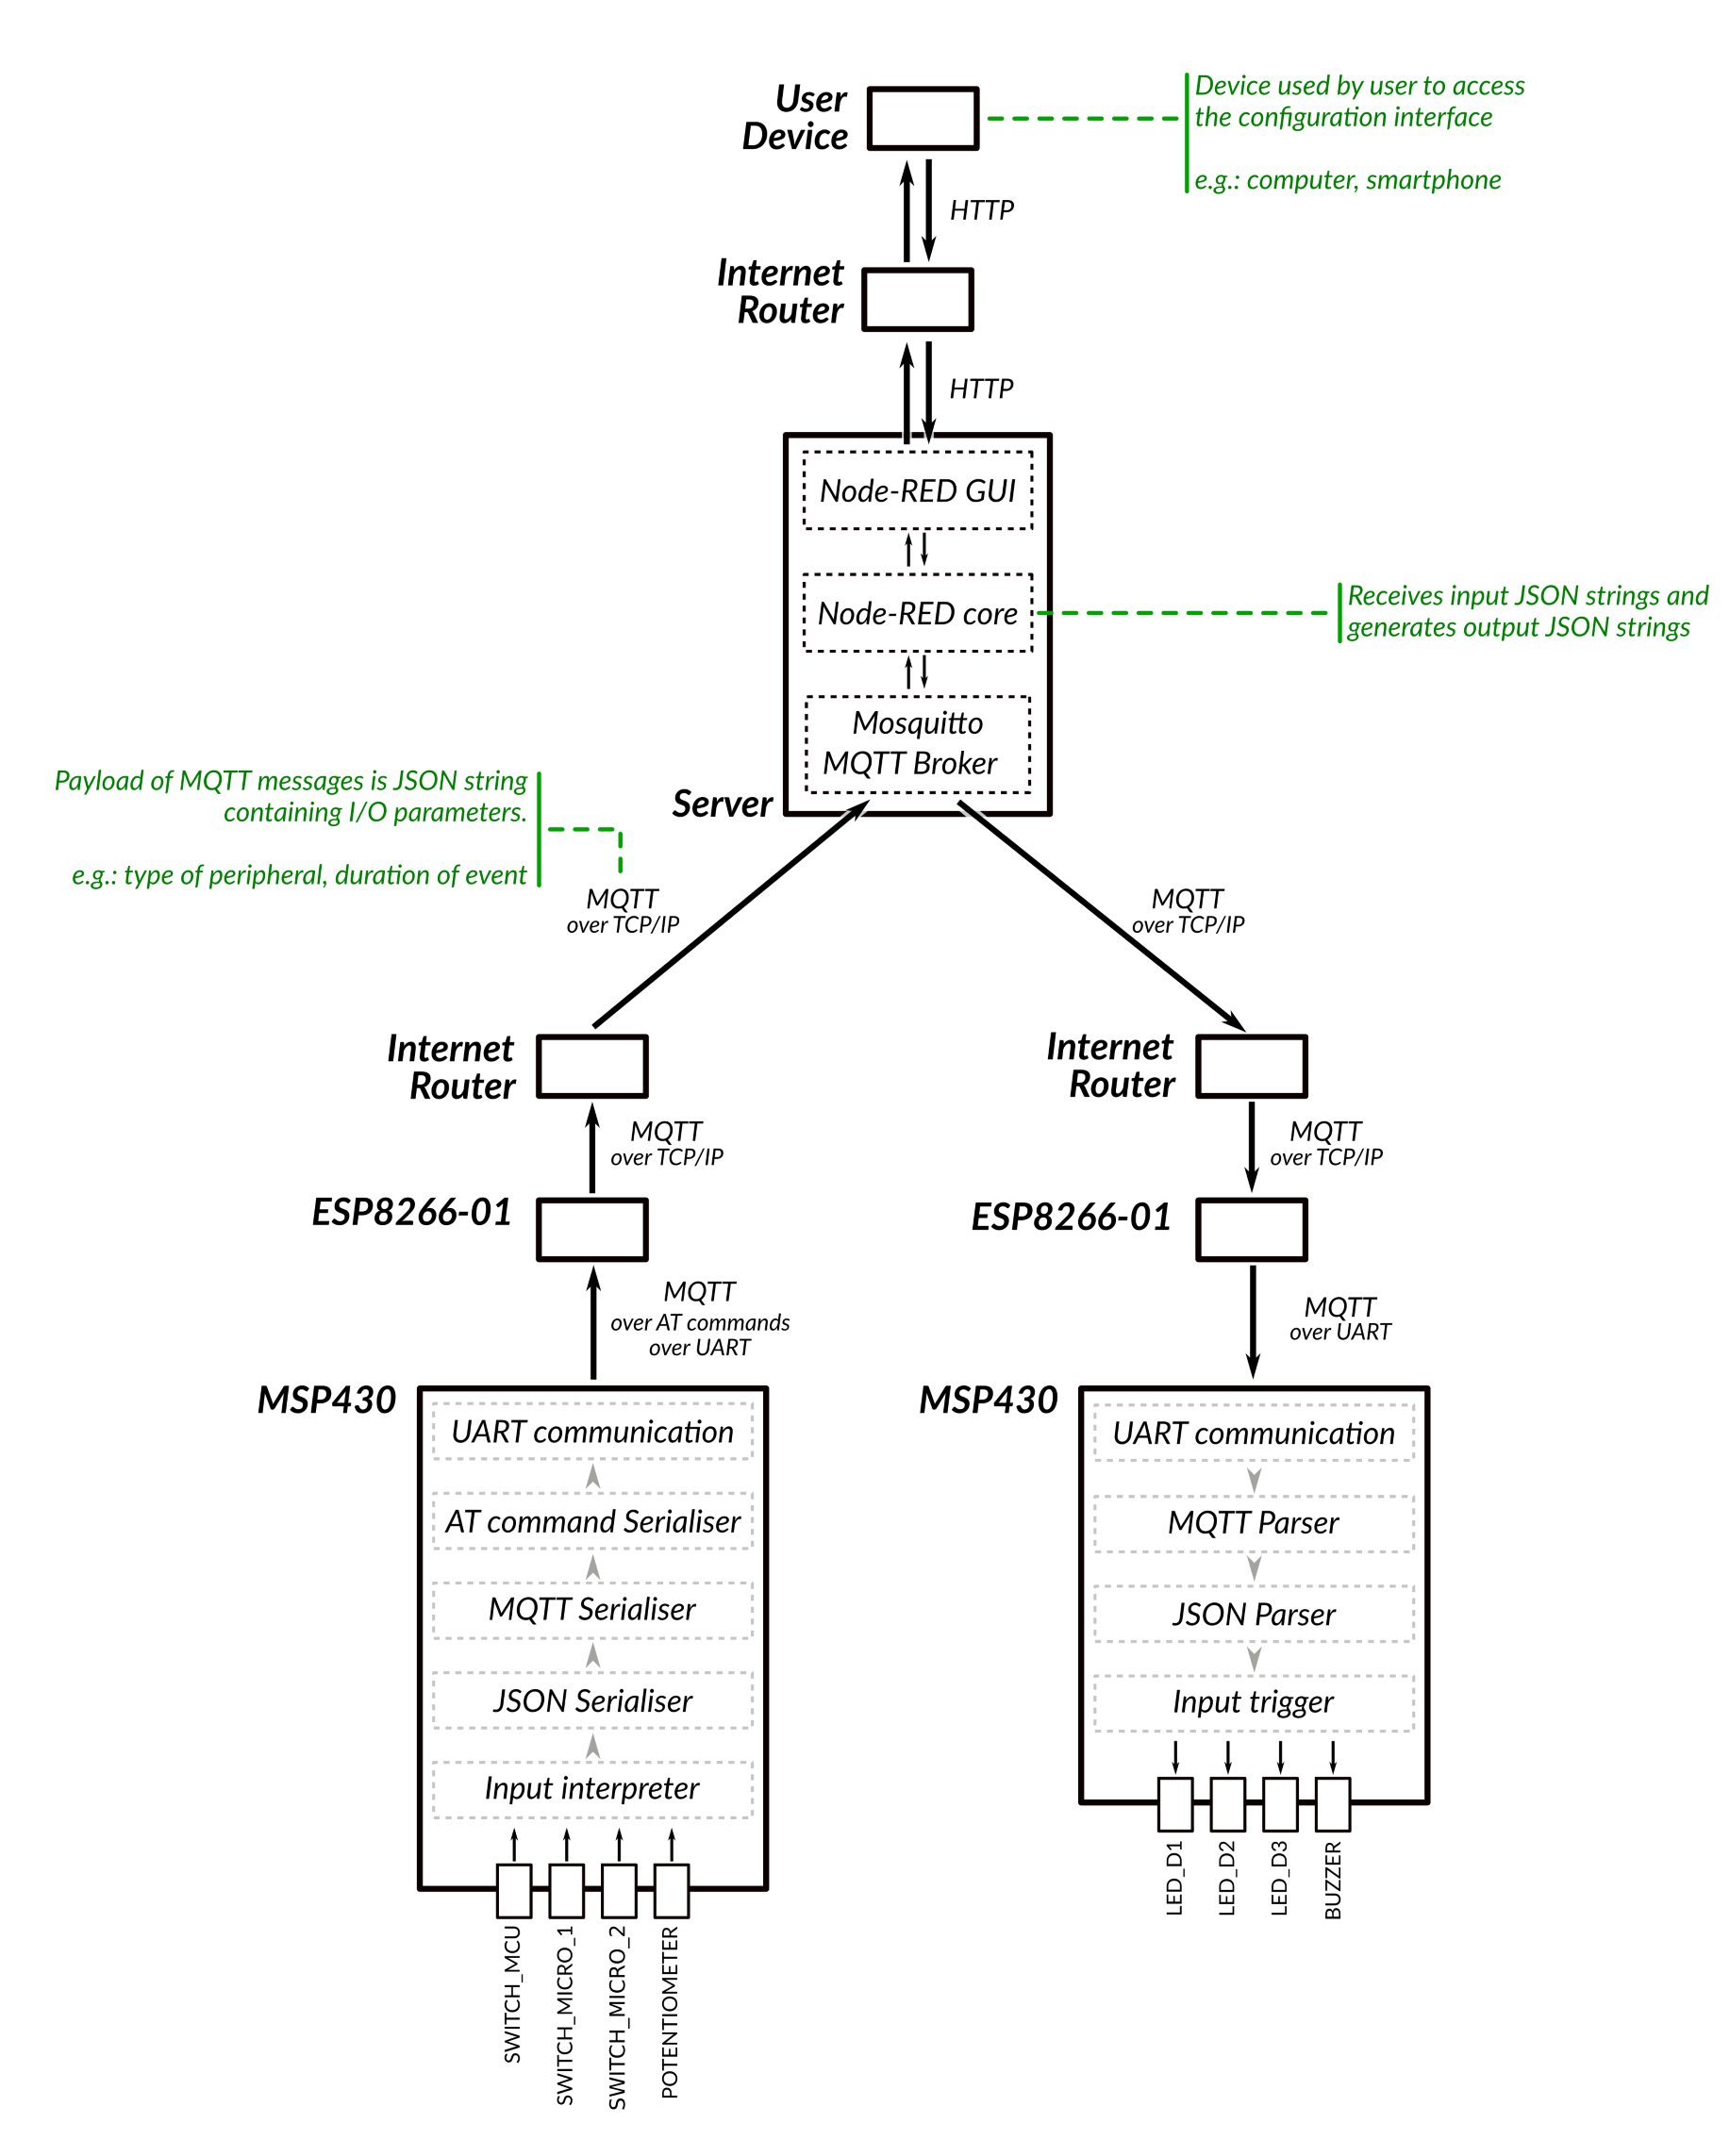 User
Device
Device used by user to access
the configuration interface
e.g.: computer, smartphone
HTTP
Internet
Router
HTTP
Node-RED GUI
Node-RED core
Receives input JSON strings and
generates output JSON strings
Mosquitto
MQTT Broker
Server
Payload of MQTT messages is JSON string
containing I/O parameters.
e.g.: type of peripheral, duration of event
MQTT
over TCP/IP
MQTT
over TCP/IP
Internet
Router
Internet
Router
MQTT
over TCP/IP
MQTT
over TCP/IP
ESP8266-01
ESP8266-01
MQTT
over AT commands
over UART
MQTT
over UART
MSP430
UART communication
AT command Serialiser
MQTT Serialiser
JSON Serialiser
Input interpreter
SWITCH_MCU
SWITCH_MICRO_1
SWITCH_MICRO_2
POTENTIOMETER
MSP430
UART communication
MQTT Parser
JSON Parser
Input trigger
LED_D1
LED_D2
LED_D3
BUZZER